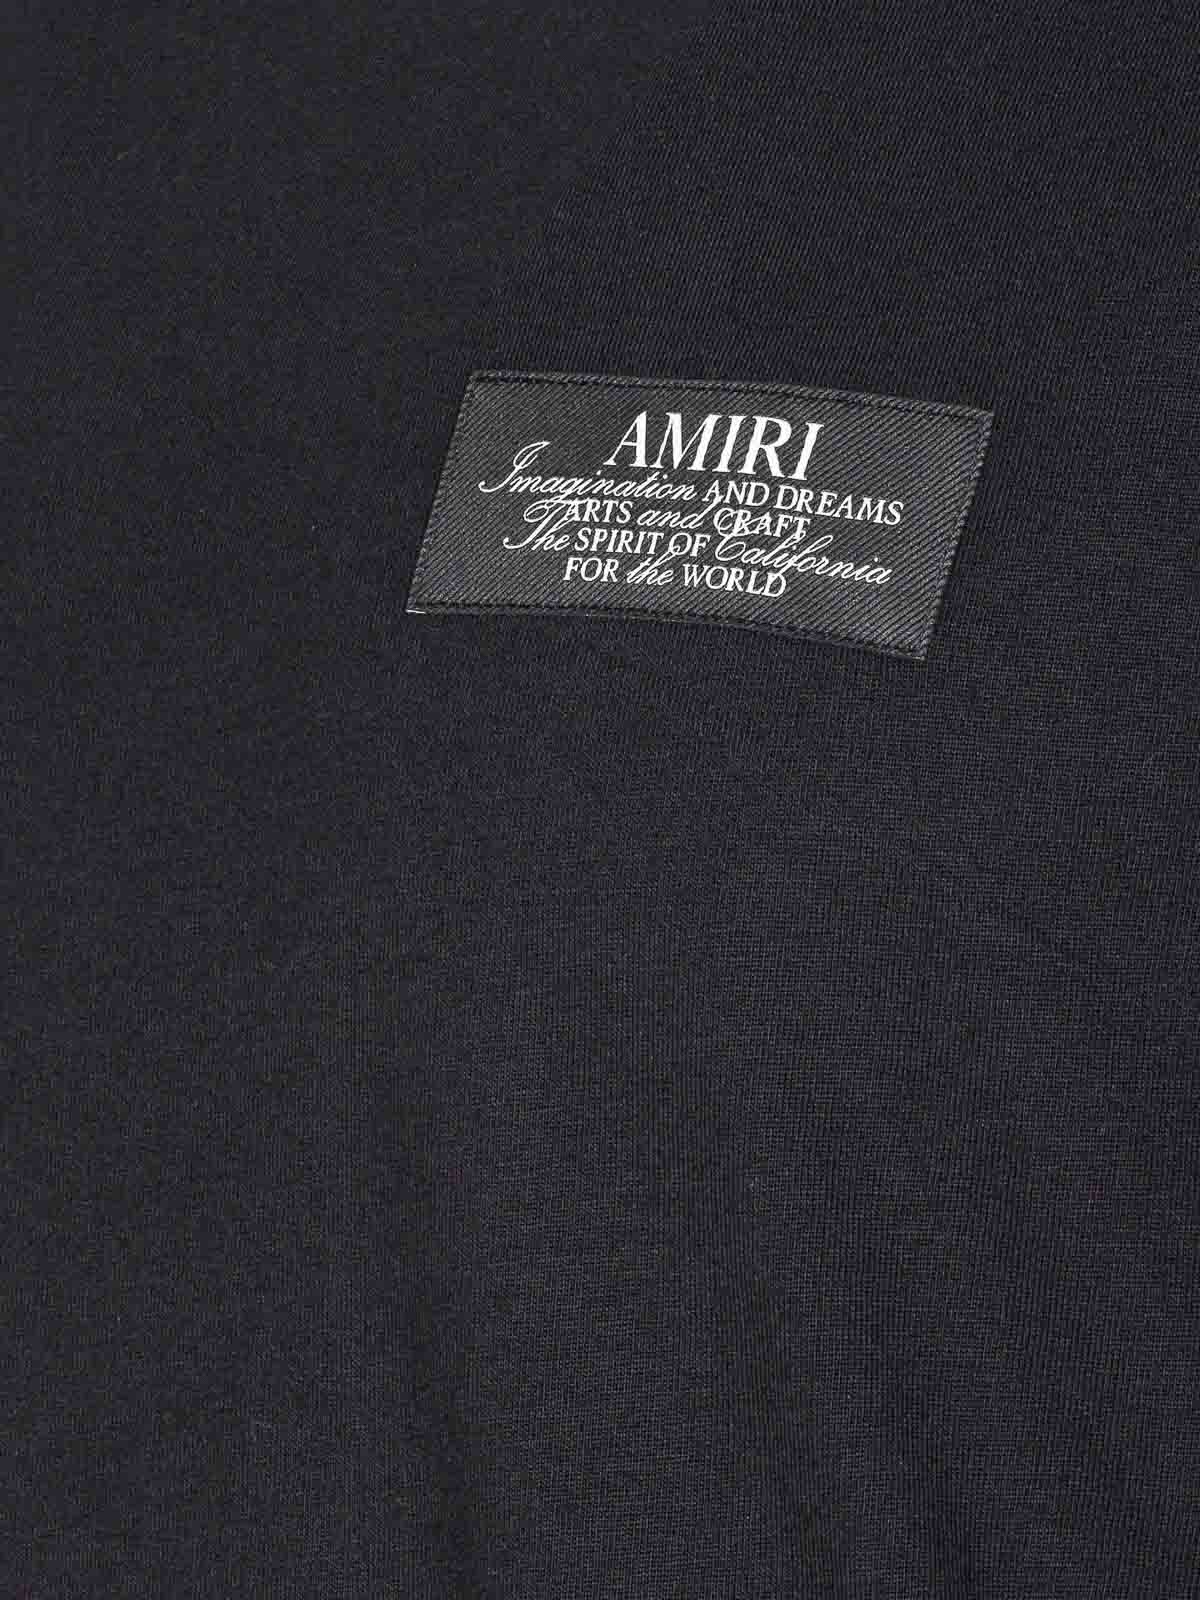 AMIRI
Imagination AND DREAMS
ARTS and CRAFT
The SPIRIT OF California
FOR the WORLD